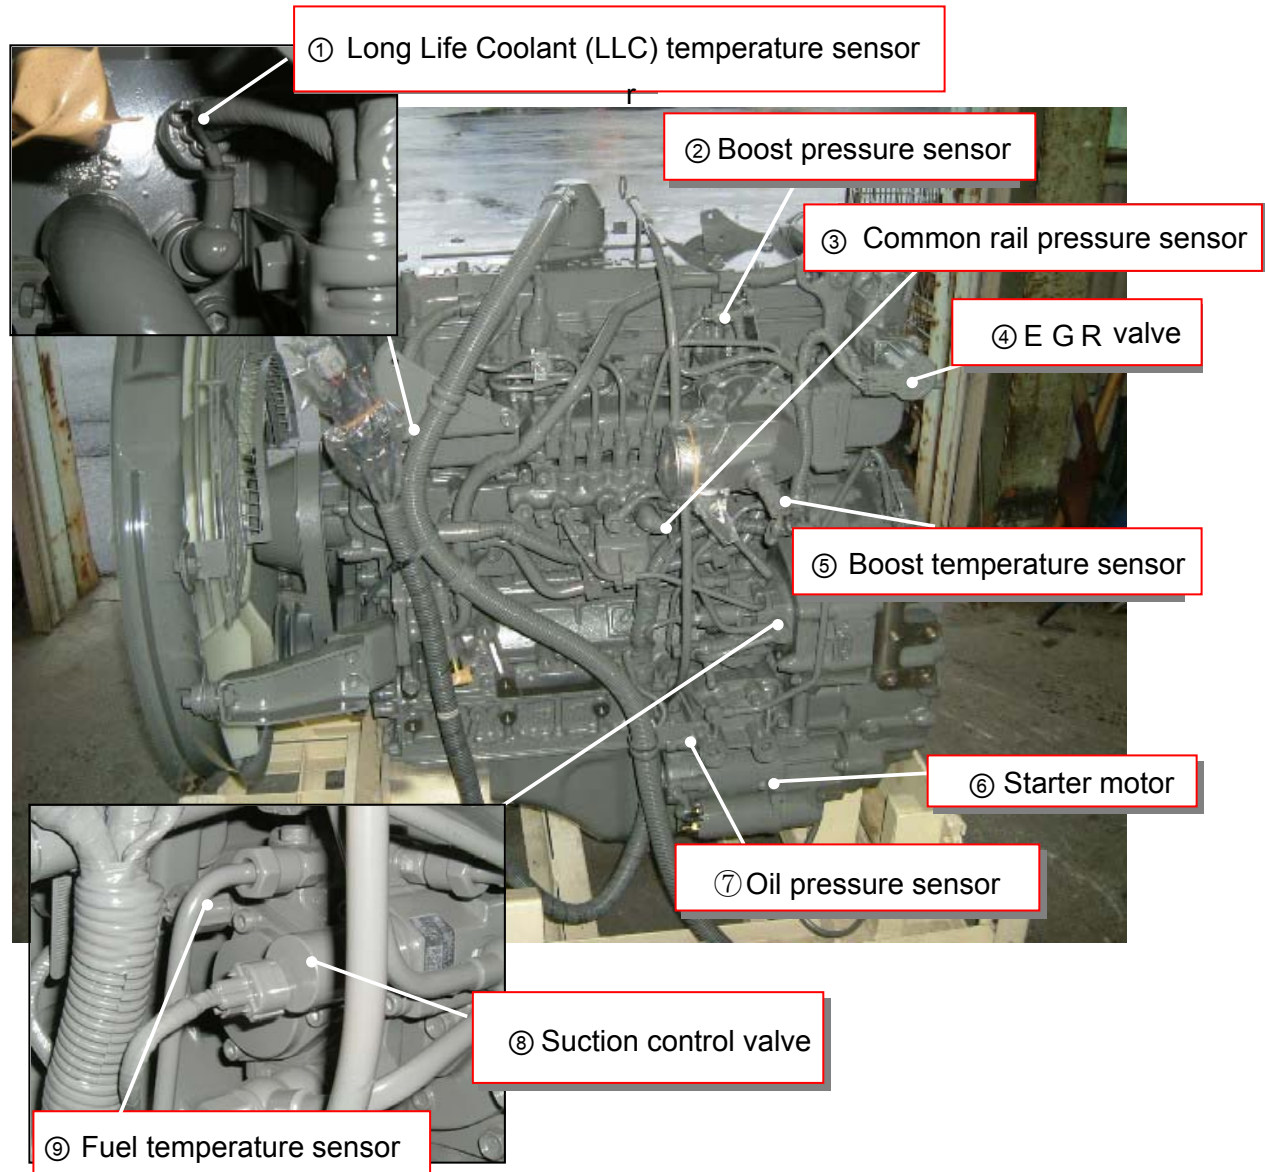 ① Long Life Coolant (LLC) temperature sensor
r
② Boost pressure sensor
③ Common rail pressure sensor
④ E G R valve
⑤ Boost temperature sensor
⑥ Starter motor
⑦ Oil pressure sensor
⑧ Suction control valve
⑨ Fuel temperature sensor